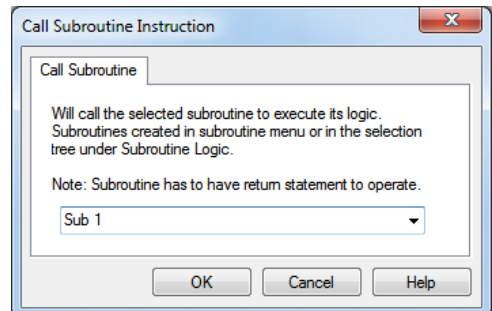 Call Subroutine Instruction
Call Subroutine
Will call the selected subroutine to execute its logic.
Subroutines created in subroutine menu or in the selection
tree under Subroutine Logic.
Note: Subroutine has to have return statement to operate.
Sub 1
OK Cancel Help